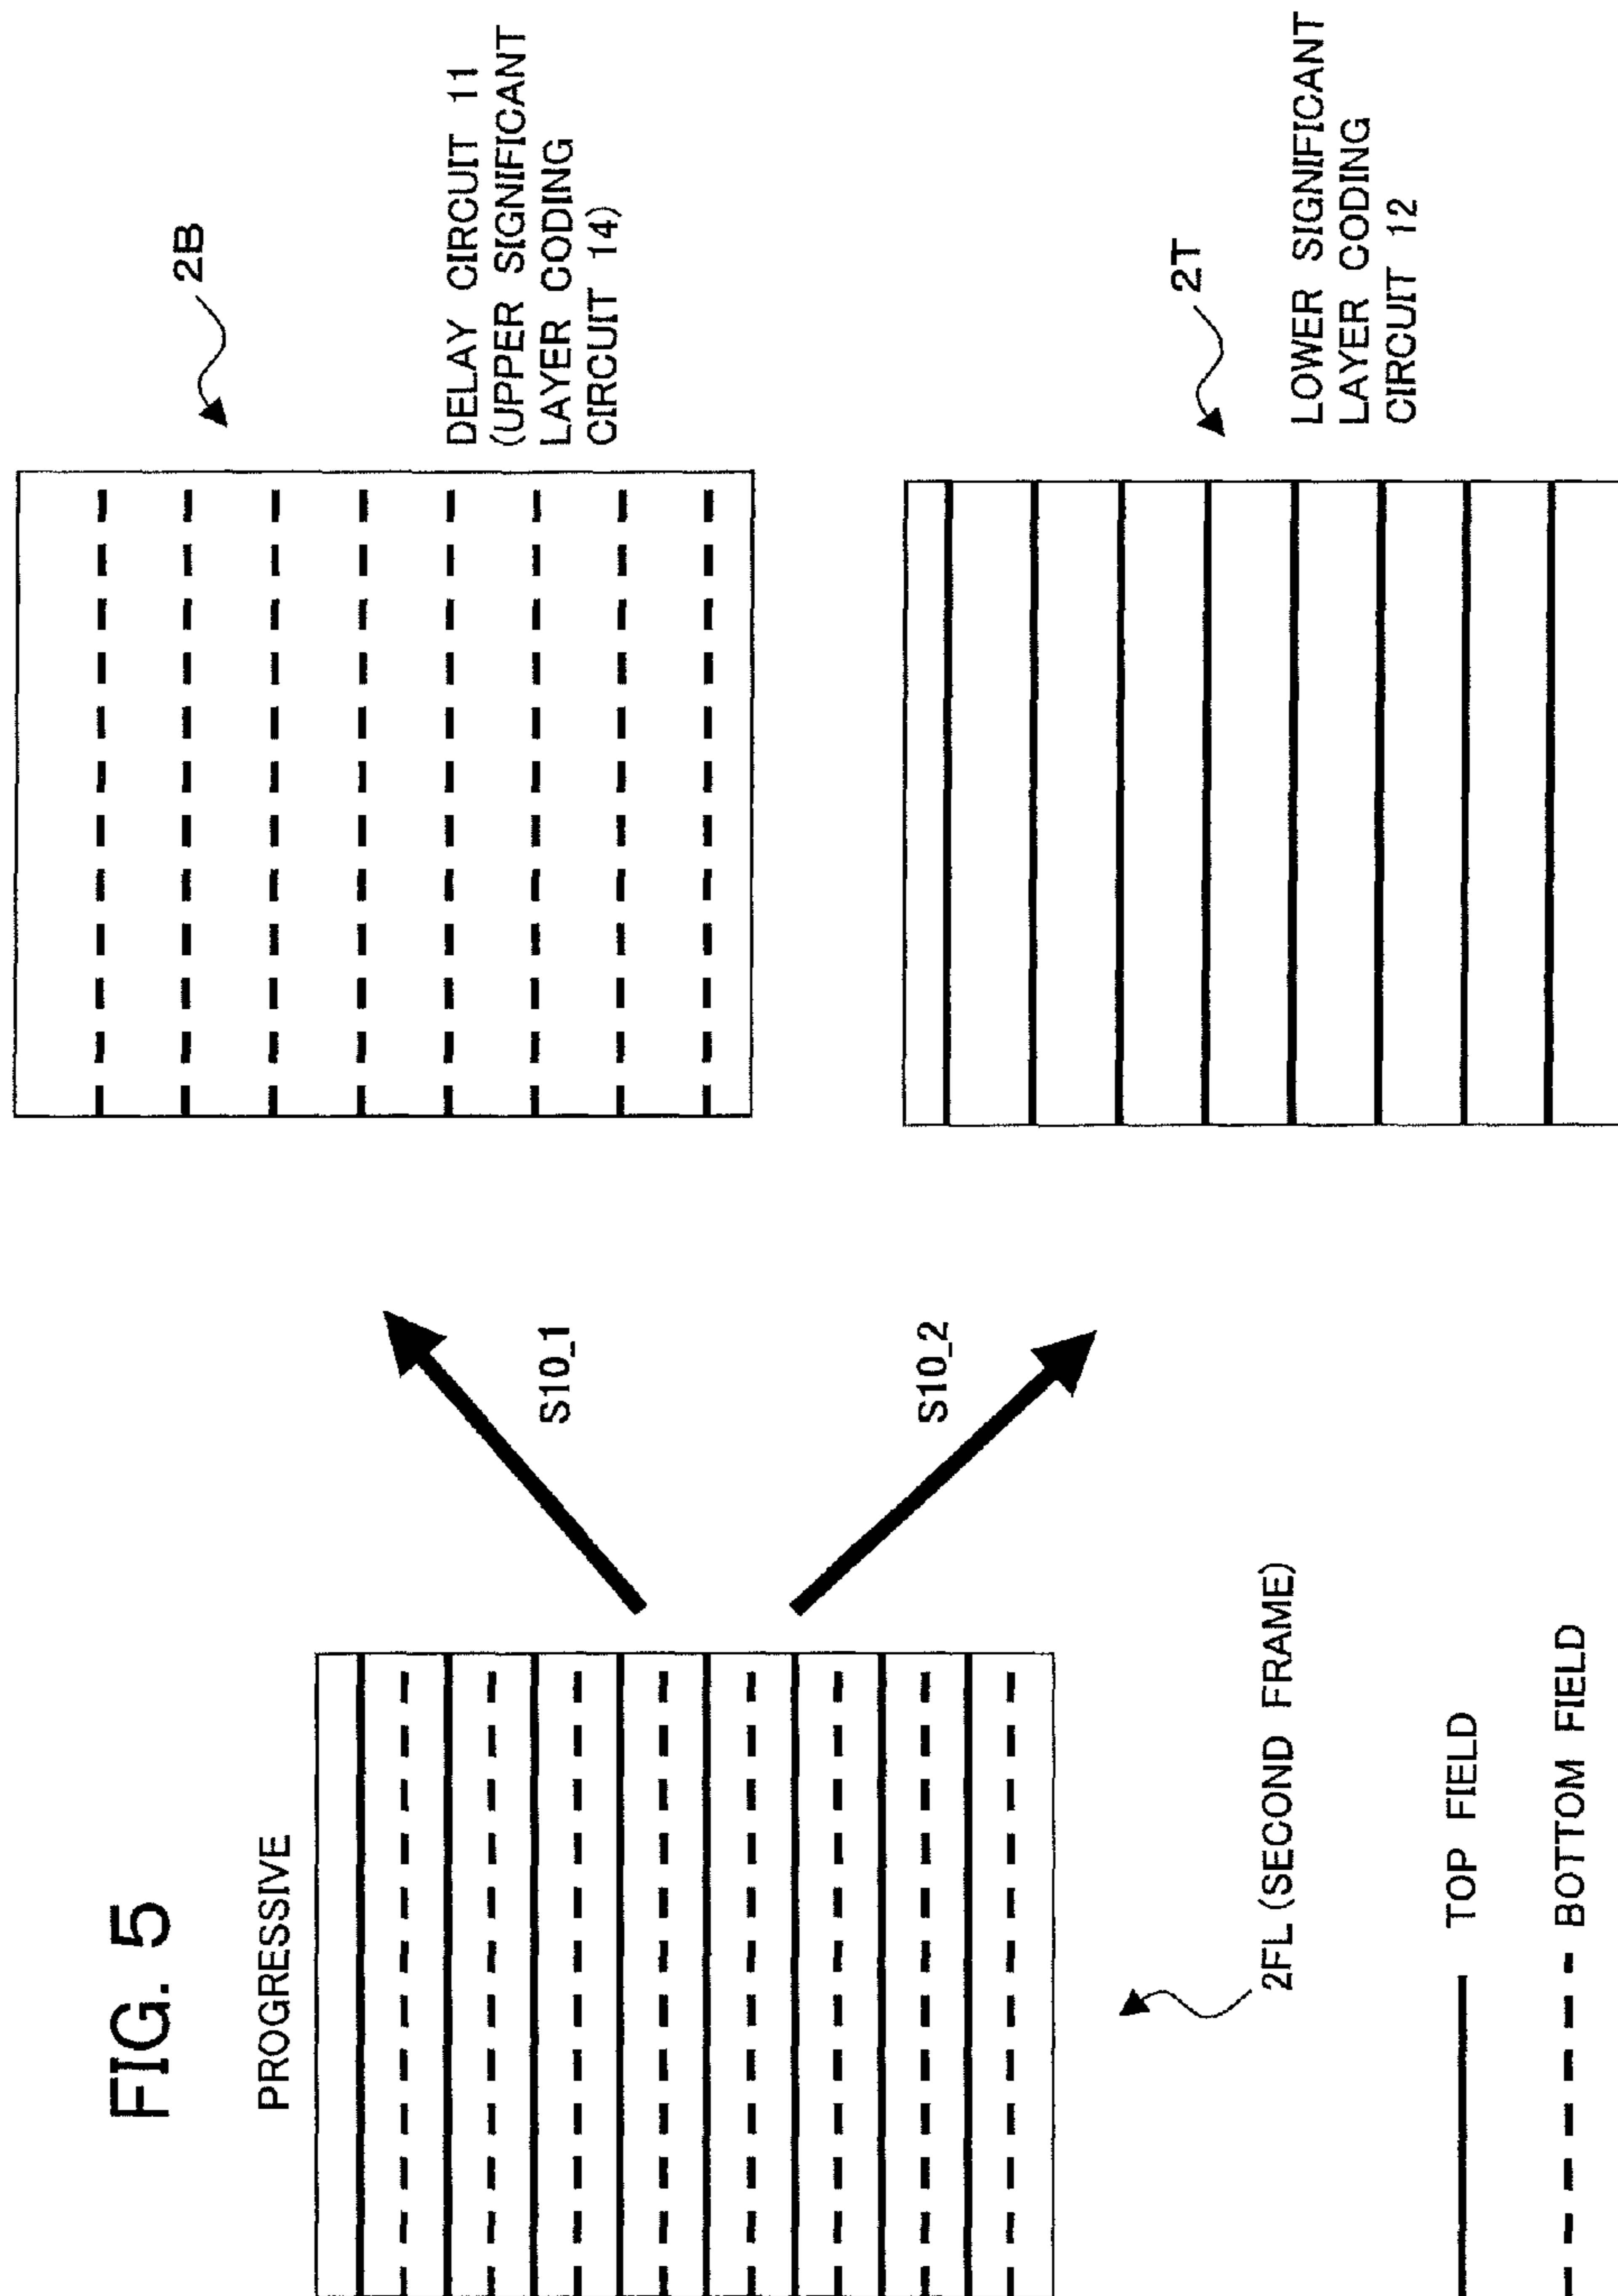 FIG. 5
PROGRESSIVE
2FL (SECOND FRAME)
TOP FIELD
BOTTOM FIELD
S10_1
S10_2
2B
DELAY CIRCUIT 11
(UPPER SIGNIFICANT
LAYER CODING
CIRCUIT 14)
2T
LOWER SIGNIFICANT
LAYER CODING
CIRCUIT 12